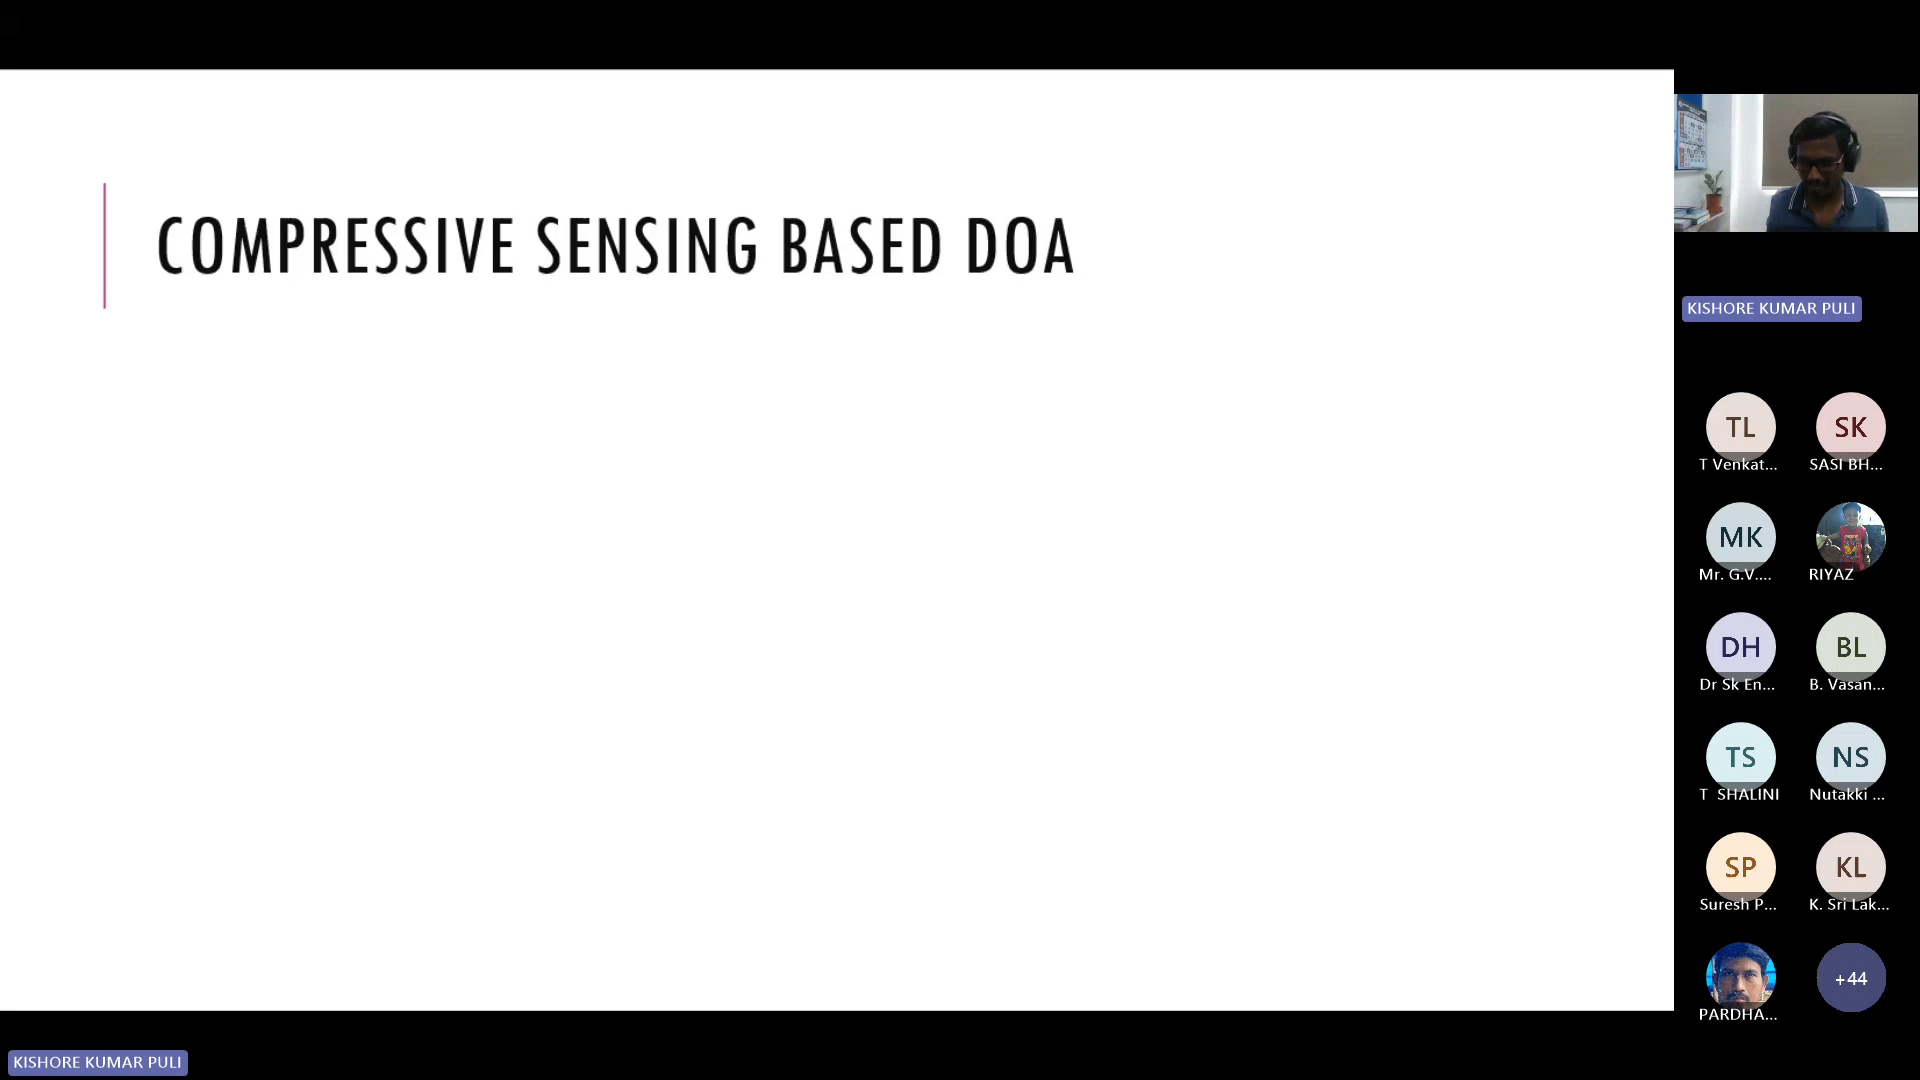 COMPRESSIVE SENSING BASED DOA
KISHORE KUMAR PULI
TL
T Venkat...
SK
SASI BH...
MK
Mr. G.V....
RIYAZ
DH
Dr Sk En...
BL
B. Vasan...
TS
T SHALINI
NS
Nutakki ...
SP
Suresh P...
KL
K. Sri Lak...
PARDHA...
+44
KISHORE KUMAR PULI